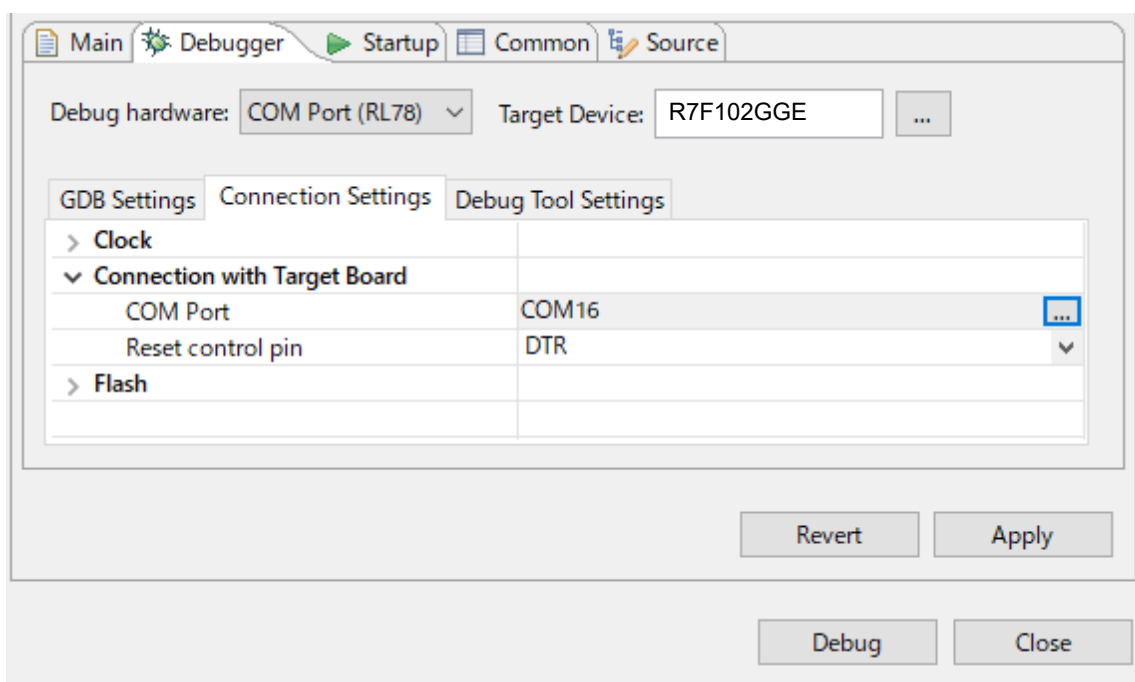 Main Debugger Startup Common Source
Debug hardware: COM Port (RL78) Target Device: R7F102GGE ...
GDB Settings Connection Settings Debug Tool Settings
Clock
Connection with Target Board
COM Port COM16 ...
Reset control pin DTR
Flash
Revert Apply
Debug Close